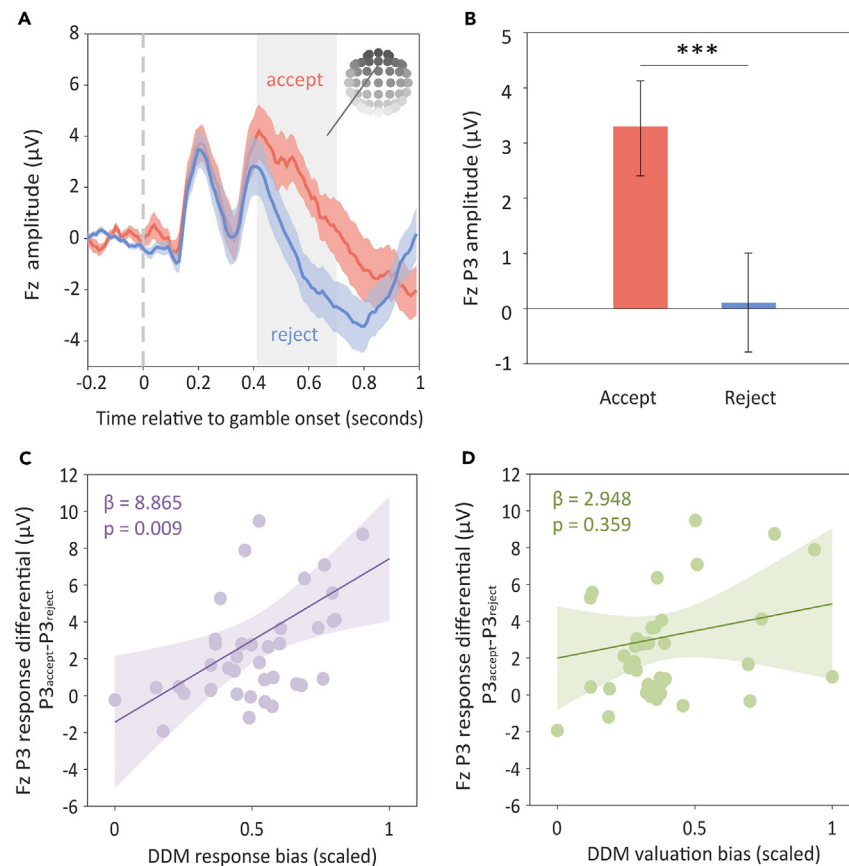 A
8
6
4
2
0
-2
-4
Fz amplitude (µV)
accept
reject
-0.2
0
0.2
0.4
0.6
0.8
1
Time relative to gamble onset (seconds)
B
5
4
3
2
1
0
-1
Fz P3 amplitude (µV)
***
Accept
Reject
C
12
10
8
6
4
2
0
-2
-4
-6
Fz P3 response differential (µV)
P3accept-P3reject
β = 8.865
p = 0.009
0
0.5
1
DDM response bias (scaled)
D
12
10
8
6
4
2
0
-2
-4
-6
Fz P3 response differential (µV)
P3accept-P3reject
β = 2.948
p = 0.359
0
0.5
1
DDM valuation bias (scaled)